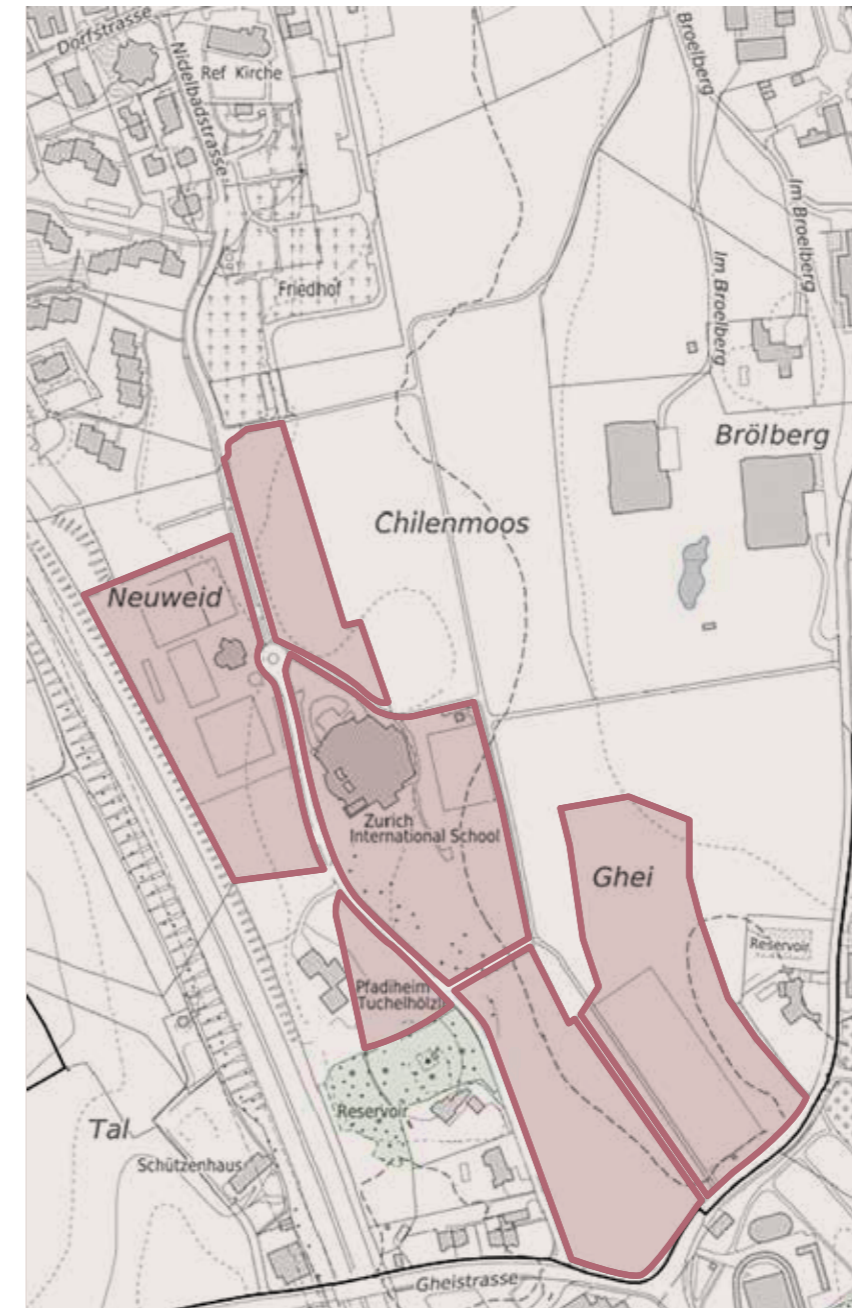 Dorfstrasse
Nidelbadstrasse
Ref Kirche
Broelberg
Im Broelberg
Im Broelberg
Friedhof
Brölberg
Chilenmoos
Neuweid
Zurich
International School
Ghei
Reservoir
Pfadiheim
Tuchelhölzli
Reservoir
Tal
Schützenhaus
Gheistrasse